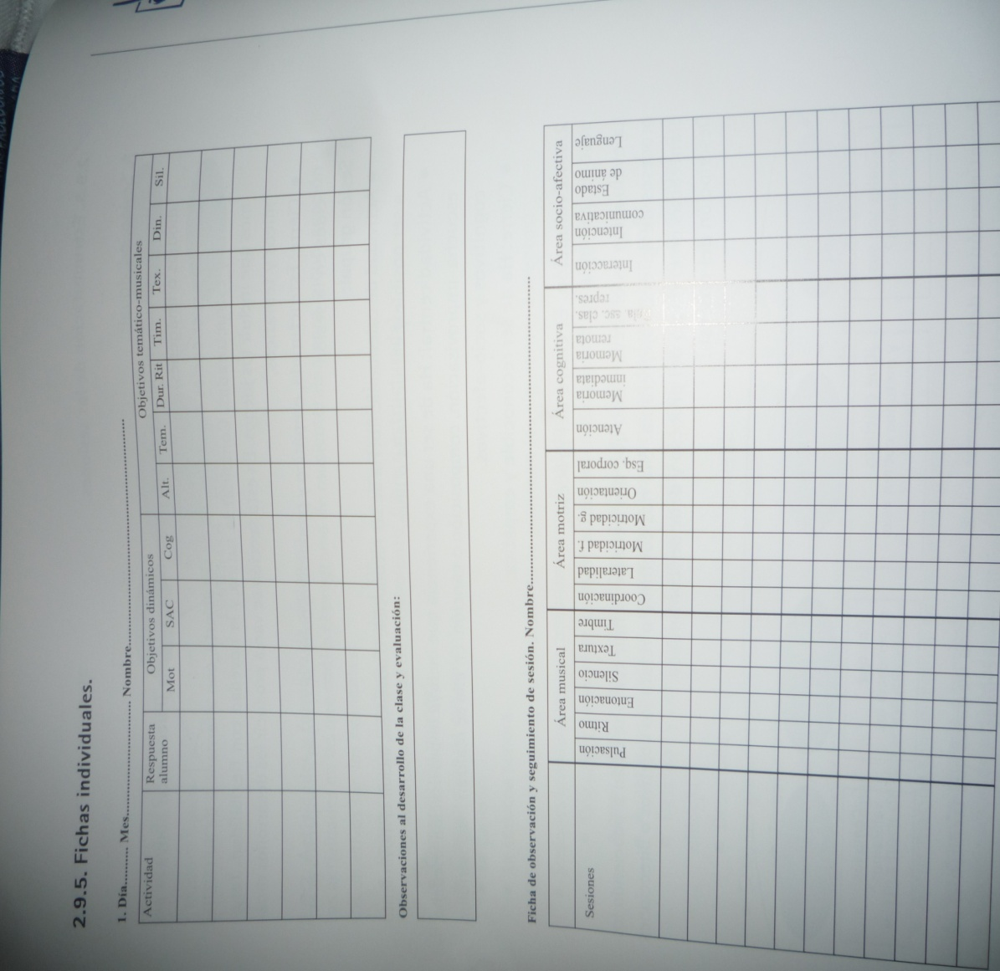 2.9.5. Fichas individuales.
1. Día.......... Mes.................................. Nombre................................................................
Actividad
Respuesta
alumno
Objetivos dinámicos
Objetivos temático-musicales
Mot SAC Cog Alt. Tem. Dur. Rit Tim. Tex. Din. Sil.
Observaciones al desarrollo de la clase y evaluación:
Ficha de observación y seguimiento de sesión. Nombre................................................................
Área musical Área motriz Área cognitiva Área socio-afectiva
Sesiones
Pulsación
Ritmo
Entonación
Silencio
Textura
Timbre
Coordinación
Lateralidad
Motricidad f.
Motricidad g.
Orientación
Esq. corporal
Atención
Memoria
inmediata
Memoria
remota
asc. clas.
repres.
Interacción
Intención
comunicativa
Estado
de ánimo
Lenguaje